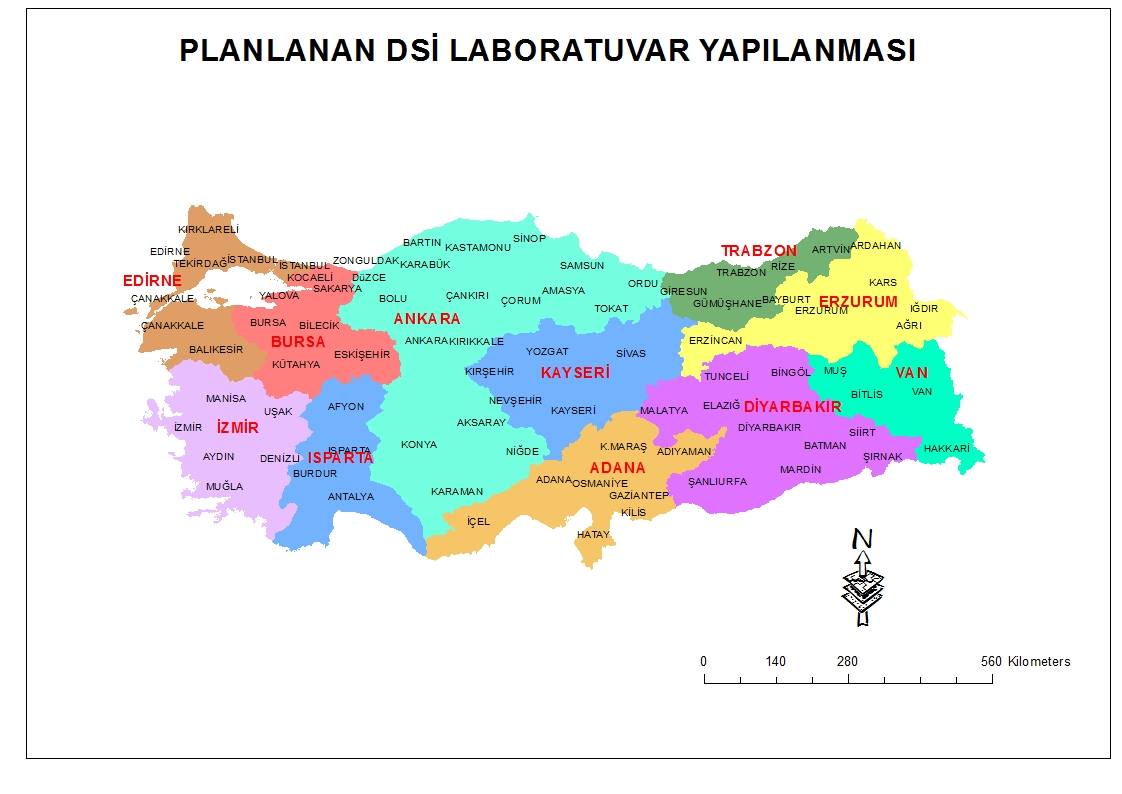 PLANLANAN DSİ LABORATUVAR YAPILANMASI
KIRKLARELİ
EDİRNE
TEKİRDAĞ
İSTANBUL
İSTANBUL
KOCAELİ
EDİRNE
ÇANAKKALE
YALOVA
SAKARYA
ÇANAKKALE
BURSA
BİLECİK
BURSA
BALIKESİR
KÜTAHYA
ESKİŞEHİR
ZONGULDAK
DüZCE
BARTIN
KASTAMONU
SİNOP
KARABÜK
SAMSUN
BOLU
ÇANKIRI
ÇORUM
AMASYA
ORDU
TOKAT
ANKARA
ANKARA
KIRIKKALE
TRABZON
TRABZON
RİZE
ARTVİN
ARDAHAN
GİRESUN
GÜMÜŞHANE
BAYBURT
KARS
ERZURUM
ERZURUM
IĞDIR
AĞRI
ERZİNCAN
YOZGAT
SİVAS
KIRŞEHİR
KAYSERİ
NEVŞEHİR
KAYSERİ
AKSARAY
KONYA
NİĞDE
KARAMAN
MANİSA
UŞAK
İZMİR
İZMİR
AYDIN
DENİZLİ
MUĞLA
AFYON
ISPARTA
ISPARTA
BURDUR
ANTALYA
TUNCELİ
BİNGÖL
MUŞ
VAN
BİTLİS
VAN
MALATYA
ELAZIĞ
DİYARBAKIR
DİYARBAKIR
SİİRT
BATMAN
ŞIRNAK
HAKKARİ
MARDİN
ŞANLIURFA
K.MARAŞ
ADIYAMAN
ADANA
ADANA
OSMANİYE
GAZİANTEP
KİLİS
İÇEL
HATAY
N
0 140 280 560 Kilometers